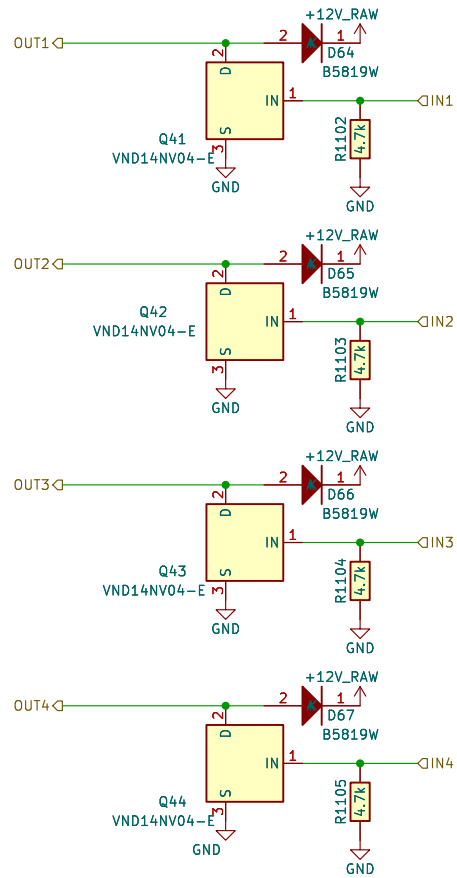 +12V_RAW
OUT1 2 1
D64
B5819W
2
D
IN 1 IN1
R1102 4.7k
Q41
VND14NV04-E
S
3
GND
GND
+12V_RAW
OUT2 2 1
D65
B5819W
2
D
Q42
IN 1 IN2
VND14NV04-E
R1103 4.7k
S
3
GND
GND
+12V_RAW
OUT3 2 1
D66
B5819W
2
D
IN 1 IN3
R1104 4.7k
Q43
VND14NV04-E
S
3
GND
GND
+12V_RAW
OUT4 2 1
D67
B5819W
2
D
IN 1 IN4
R1105 4.7k
Q44
VND14NV04-E
S
3
GND
GND